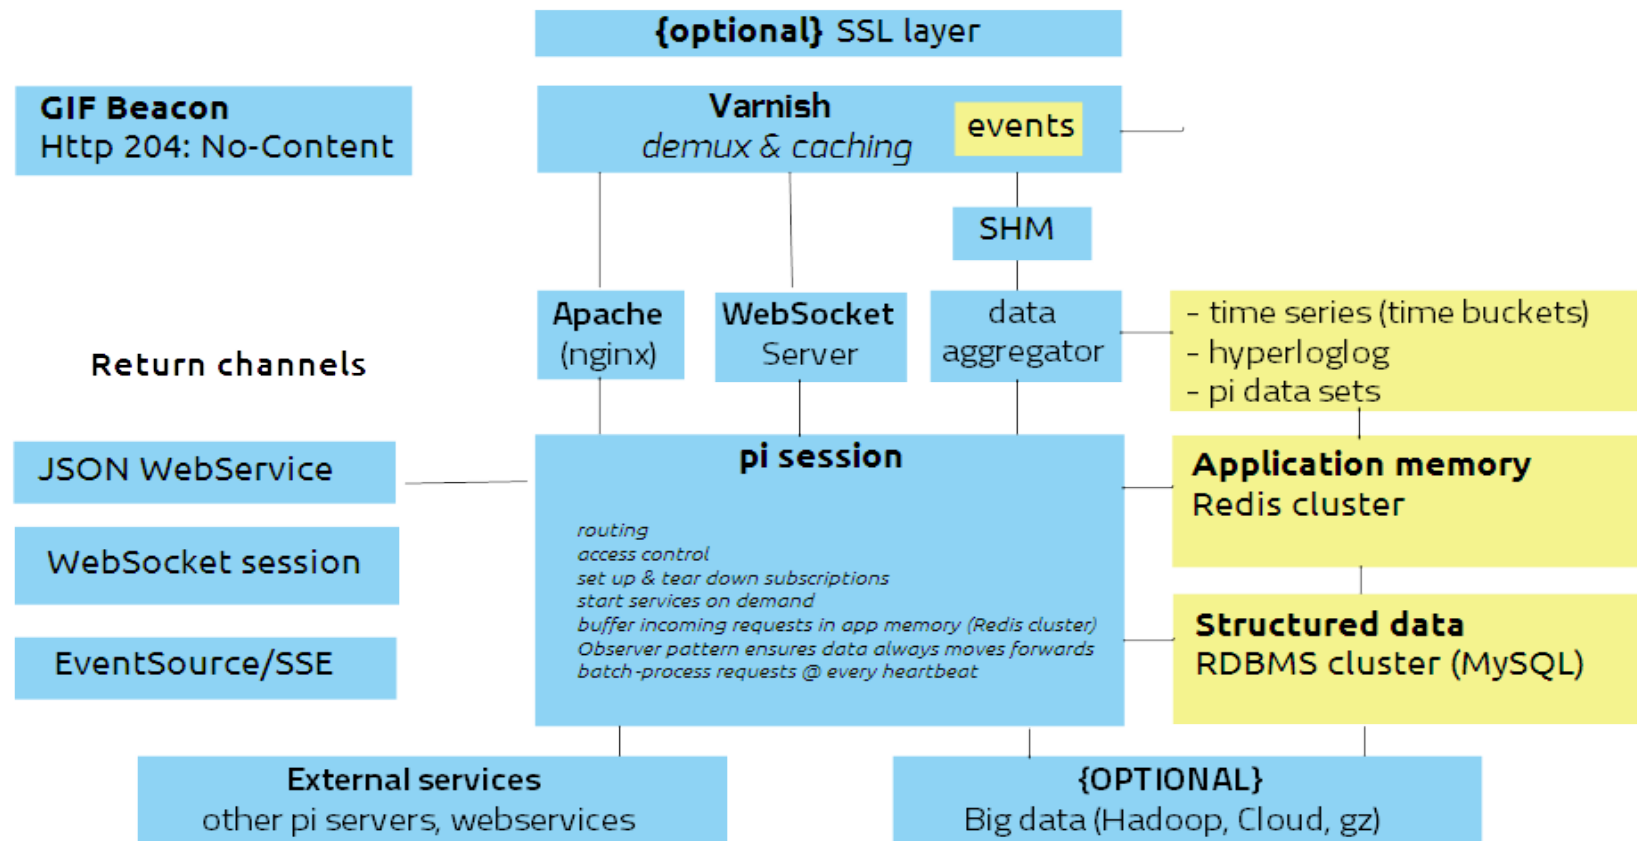 {optional} SSL layer
GIF Beacon
Http 204: No-Content
Varnish
demux & caching
events
SHM
Apache
(nginx)
WebSocket
Server
data
aggregator
- time series (time buckets)
- hyperloglog
- pi data sets
Return channels
JSON WebService
WebSocket session
EventSource/SSE
pi session
routing
access control
set up & tear down subscriptions
start services on demand
buffer incoming requests in app memory (Redis cluster)
Observer pattern ensures data always moves forwards
batch-process requests @ every heartbeat
Application memory
Redis cluster
Structured data
RDBMS cluster (MySQL)
External services
other pi servers, webservices
{OPTIONAL}
Big data (Hadoop, Cloud, gz)